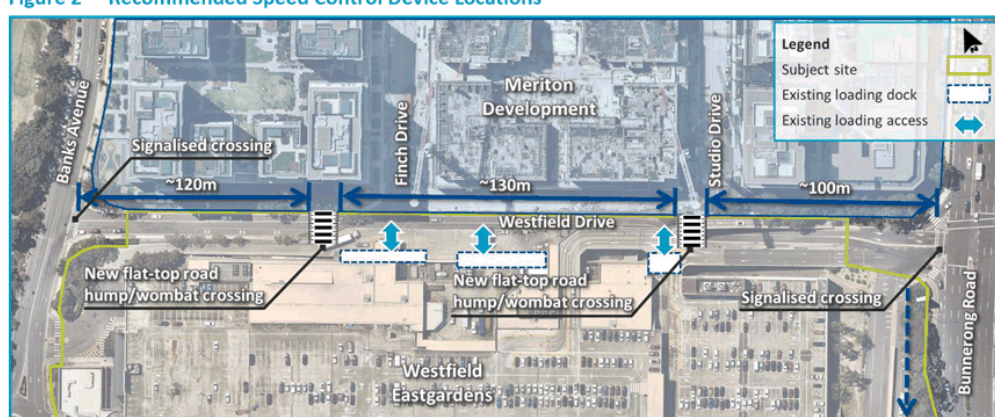 Figure 2 Recommended Speed Control Device Locations
Legend
Subject site
Existing loading dock
Existing loading access
Meriton
Development
Banks Avenue
Finch Drive
Studio Drive
Signalised crossing
~120m
~130m
~100m
Westfield Drive
New flat-top road
hump/wombat crossing
New flat-top road
hump/wombat crossing
Signalised crossing
Bunnerong Road
Westfield
Eastgardens